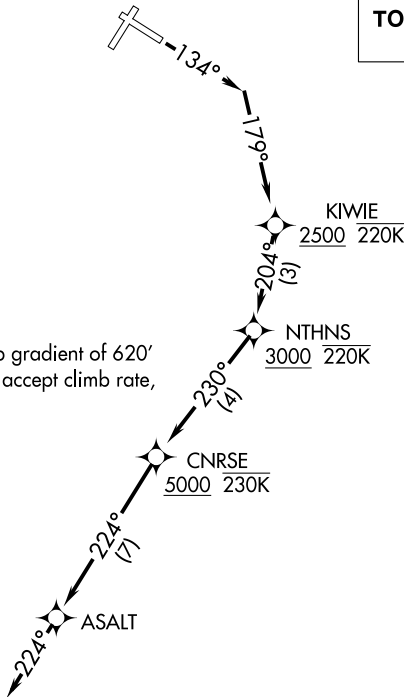 TO
134°
179°
KIWIE
2500 220K
204°
(3)
NTHNS
3000 220K
gradient of 620'
accept climb rate,
230°
(4)
CNRSE
5000 230K
224°
(7)
ASALT
224°